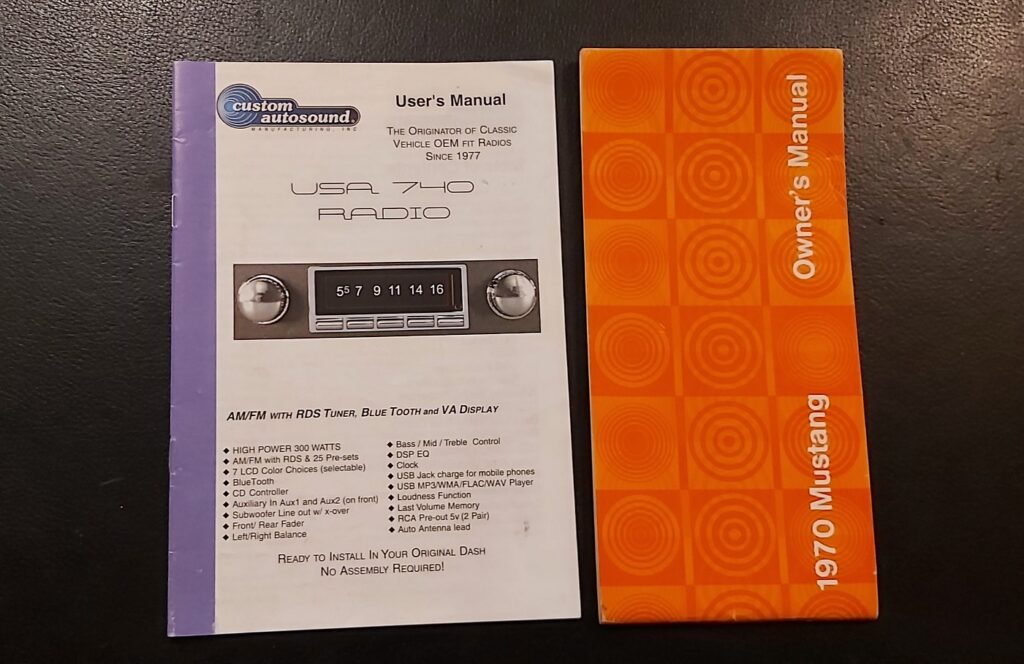 custom
autosound
MANUFACTURING, INC
User's Manual
THE ORIGINATOR OF CLASSIC
VEHICLE OEM FIT RADIOS
SINCE 1977
USA 740
RADIO
5⁵ 7 9 11 14 16
AM/FM WITH RDS TUNER, BLUE TOOTH and VA DISPLAY
◆ HIGH POWER 300 WATTS
◆ AM/FM with RDS & 25 Pre-sets
◆ 7 LCD Color Choices (selectable)
◆ BlueTooth
◆ CD Controller
◆ Auxiliary In Aux1 and Aux2 (on front)
◆ Subwoofer Line out w/ x-over
◆ Front/ Rear Fader
◆ Left/Right Balance
◆ Bass / Mid / Treble Control
◆ DSP EQ
◆ Clock
◆ USB Jack charge for mobile phones
◆ USB MP3/WMA/FLAC/WAV Player
◆ Loudness Function
◆ Last Volume Memory
◆ RCA Pre-out 5v (2 Pair)
◆ Auto Antenna lead
READY TO INSTALL IN YOUR ORIGINAL DASH
NO ASSEMBLY REQUIRED!
1970 Mustang Owner's Manual